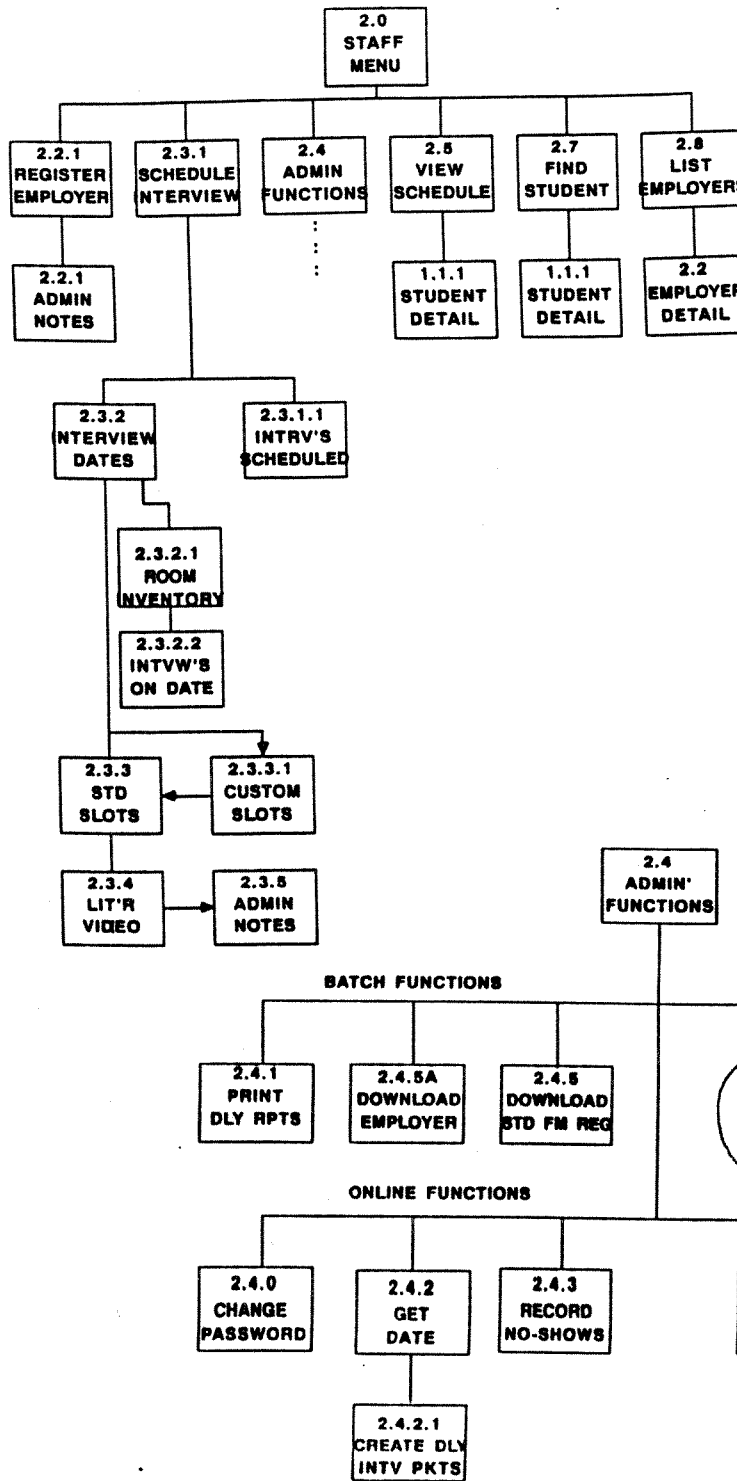 2.0
STAFF
MENU
2.2.1
REGISTER
EMPLOYER
2.3.1
SCHEDULE
INTERVIEW
2.4
ADMIN
FUNCTIONS
2.5
VIEW
SCHEDULE
2.7
FIND
STUDENT
2.8
LIST
EMPLOYERS
2.2.1
ADMIN
NOTES
1.1.1
STUDENT
DETAIL
1.1.1
STUDENT
DETAIL
2.2
EMPLOYER
DETAIL
2.3.2
INTERVIEW
DATES
2.3.1.1
INTRV'S
SCHEDULED
2.3.2.1
ROOM
INVENTORY
2.3.2.2
INTVW'S
ON DATE
2.3.3
STD
SLOTS
2.3.3.1
CUSTOM
SLOTS
2.3.4
LIT'R
VIDEO
2.3.5
ADMIN
NOTES
2.4
ADMIN'
FUNCTIONS
BATCH FUNCTIONS
2.4.1
PRINT
DLY RPTS
2.4.5A
DOWNLOAD
EMPLOYER
2.4.5
DOWNLOAD
STD FM REG
ONLINE FUNCTIONS
2.4.0
CHANGE
PASSWORD
2.4.2
GET
DATE
2.4.3
RECORD
NO-SHOWS
2.4.2.1
CREATE DLY
INTV PKTS